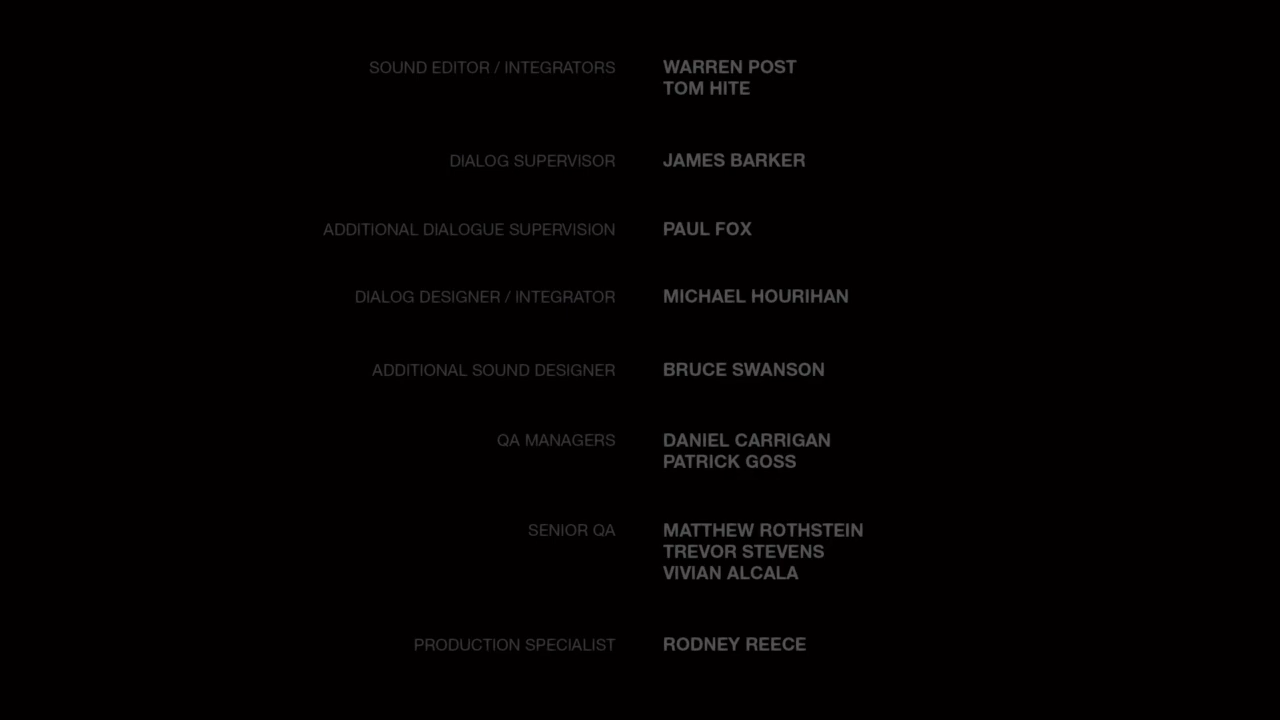 SOUND EDITOR / INTEGRATORS WARREN POST
TOM HITE
DIALOG SUPERVISOR JAMES BARKER
ADDITIONAL DIALOGUE SUPERVISION PAUL FOX
DIALOG DESIGNER / INTEGRATOR MICHAEL HOURIHAN
ADDITIONAL SOUND DESIGNER BRUCE SWANSON
QA MANAGERS DANIEL CARRIGAN
PATRICK GOSS
SENIOR QA MATTHEW ROTHSTEIN
TREVOR STEVENS
VIVIAN ALCALA
PRODUCTION SPECIALIST RODNEY REECE